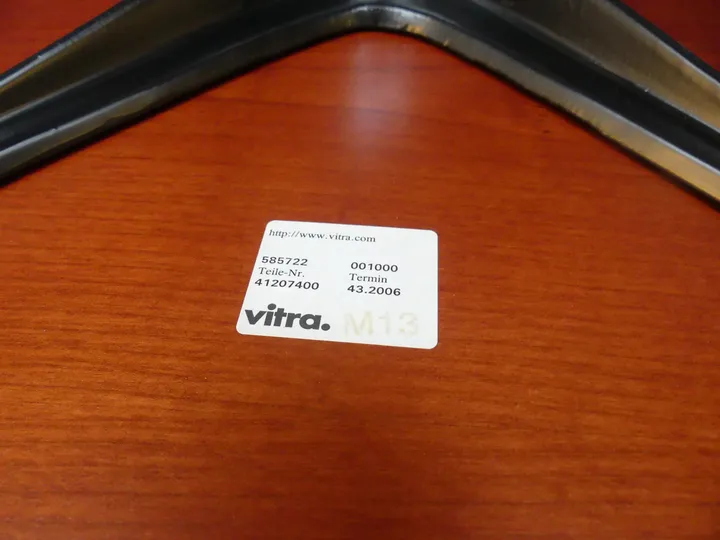 http://www.vitra.com
585722 001000
Teile-Nr. Termin
41207400 43.2006
vitra. M13